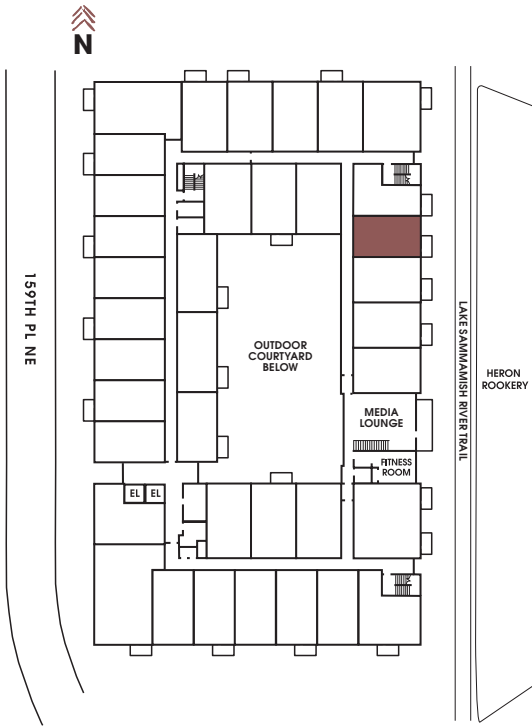 N
159TH PL NE
OUTDOOR
COURTYARD
BELOW
MEDIA
LOUNGE
FITNESS
ROOM
EL EL
LAKE SAMMAMISH RIVER TRAIL
HERON
ROOKERY